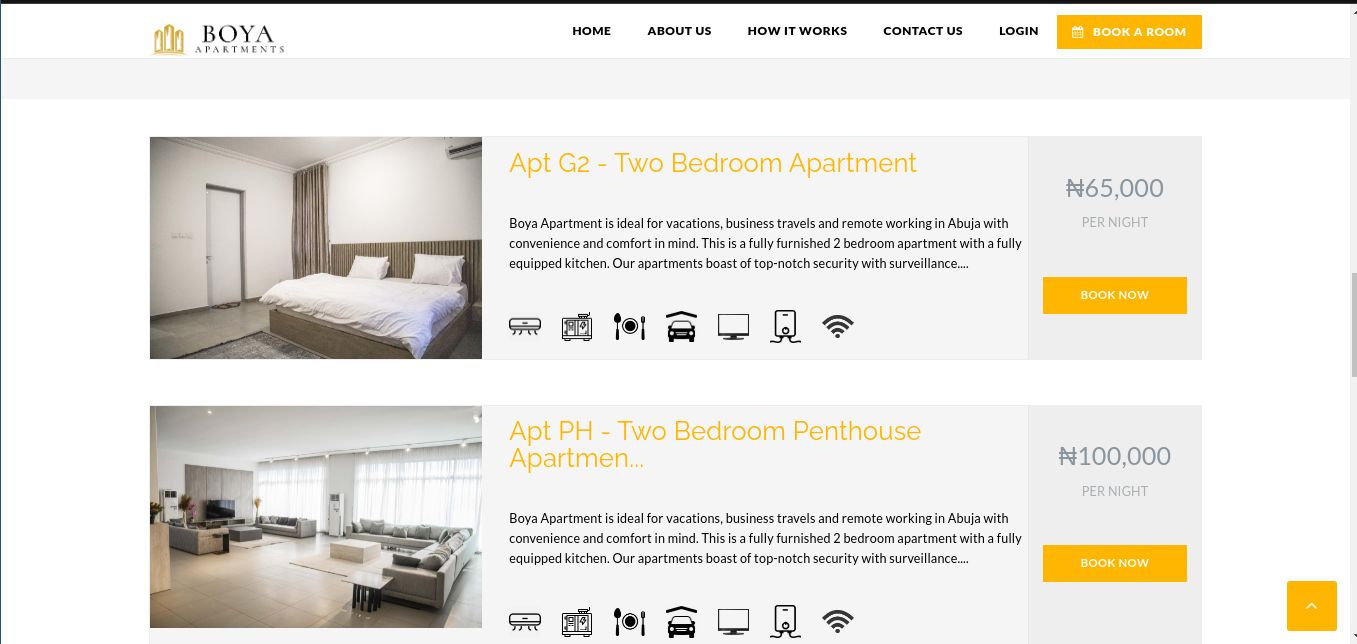 BOYA
APARTMENTS
HOME
ABOUT US
HOW IT WORKS
CONTACT US
LOGIN
BOOK A ROOM
Apt G2 - Two Bedroom Apartment
Boya Apartment is ideal for vacations, business travels and remote working in Abuja with
convenience and comfort in mind. This is a fully furnished 2 bedroom apartment with a fully
equipped kitchen. Our apartments boast of top-notch security with surveillance....
₦65,000
PER NIGHT
BOOK NOW
Apt PH - Two Bedroom Penthouse
Apartmen...
Boya Apartment is ideal for vacations, business travels and remote working in Abuja with
convenience and comfort in mind. This is a fully furnished 2 bedroom apartment with a fully
equipped kitchen. Our apartments boast of top-notch security with surveillance....
₦100,000
PER NIGHT
BOOK NOW